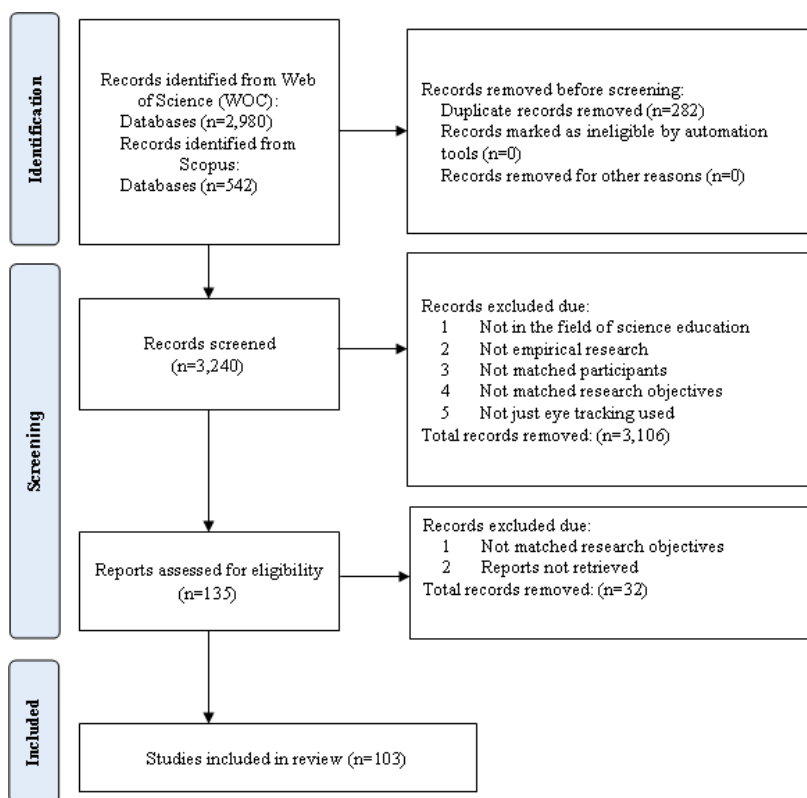 Identification
Records identified from Web
of Science (WOC):
Databases (n=2,980)
Records identified from
Scopus:
Databases (n=542)
Records removed before screening:
Duplicate records removed (n=282)
Records marked as ineligible by automation
tools (n=0)
Records removed for other reasons (n=0)
Screening
Records screened
(n=3,240)
Records excluded due:
1 Not in the field of science education
2 Not empirical research
3 Not matched participants
4 Not matched research objectives
5 Not just eye tracking used
Total records removed: (n=3,106)
Reports assessed for eligibility
(n=135)
Records excluded due:
1 Not matched research objectives
2 Reports not retrieved
Total records removed: (n=32)
Included
Studies included in review (n=103)